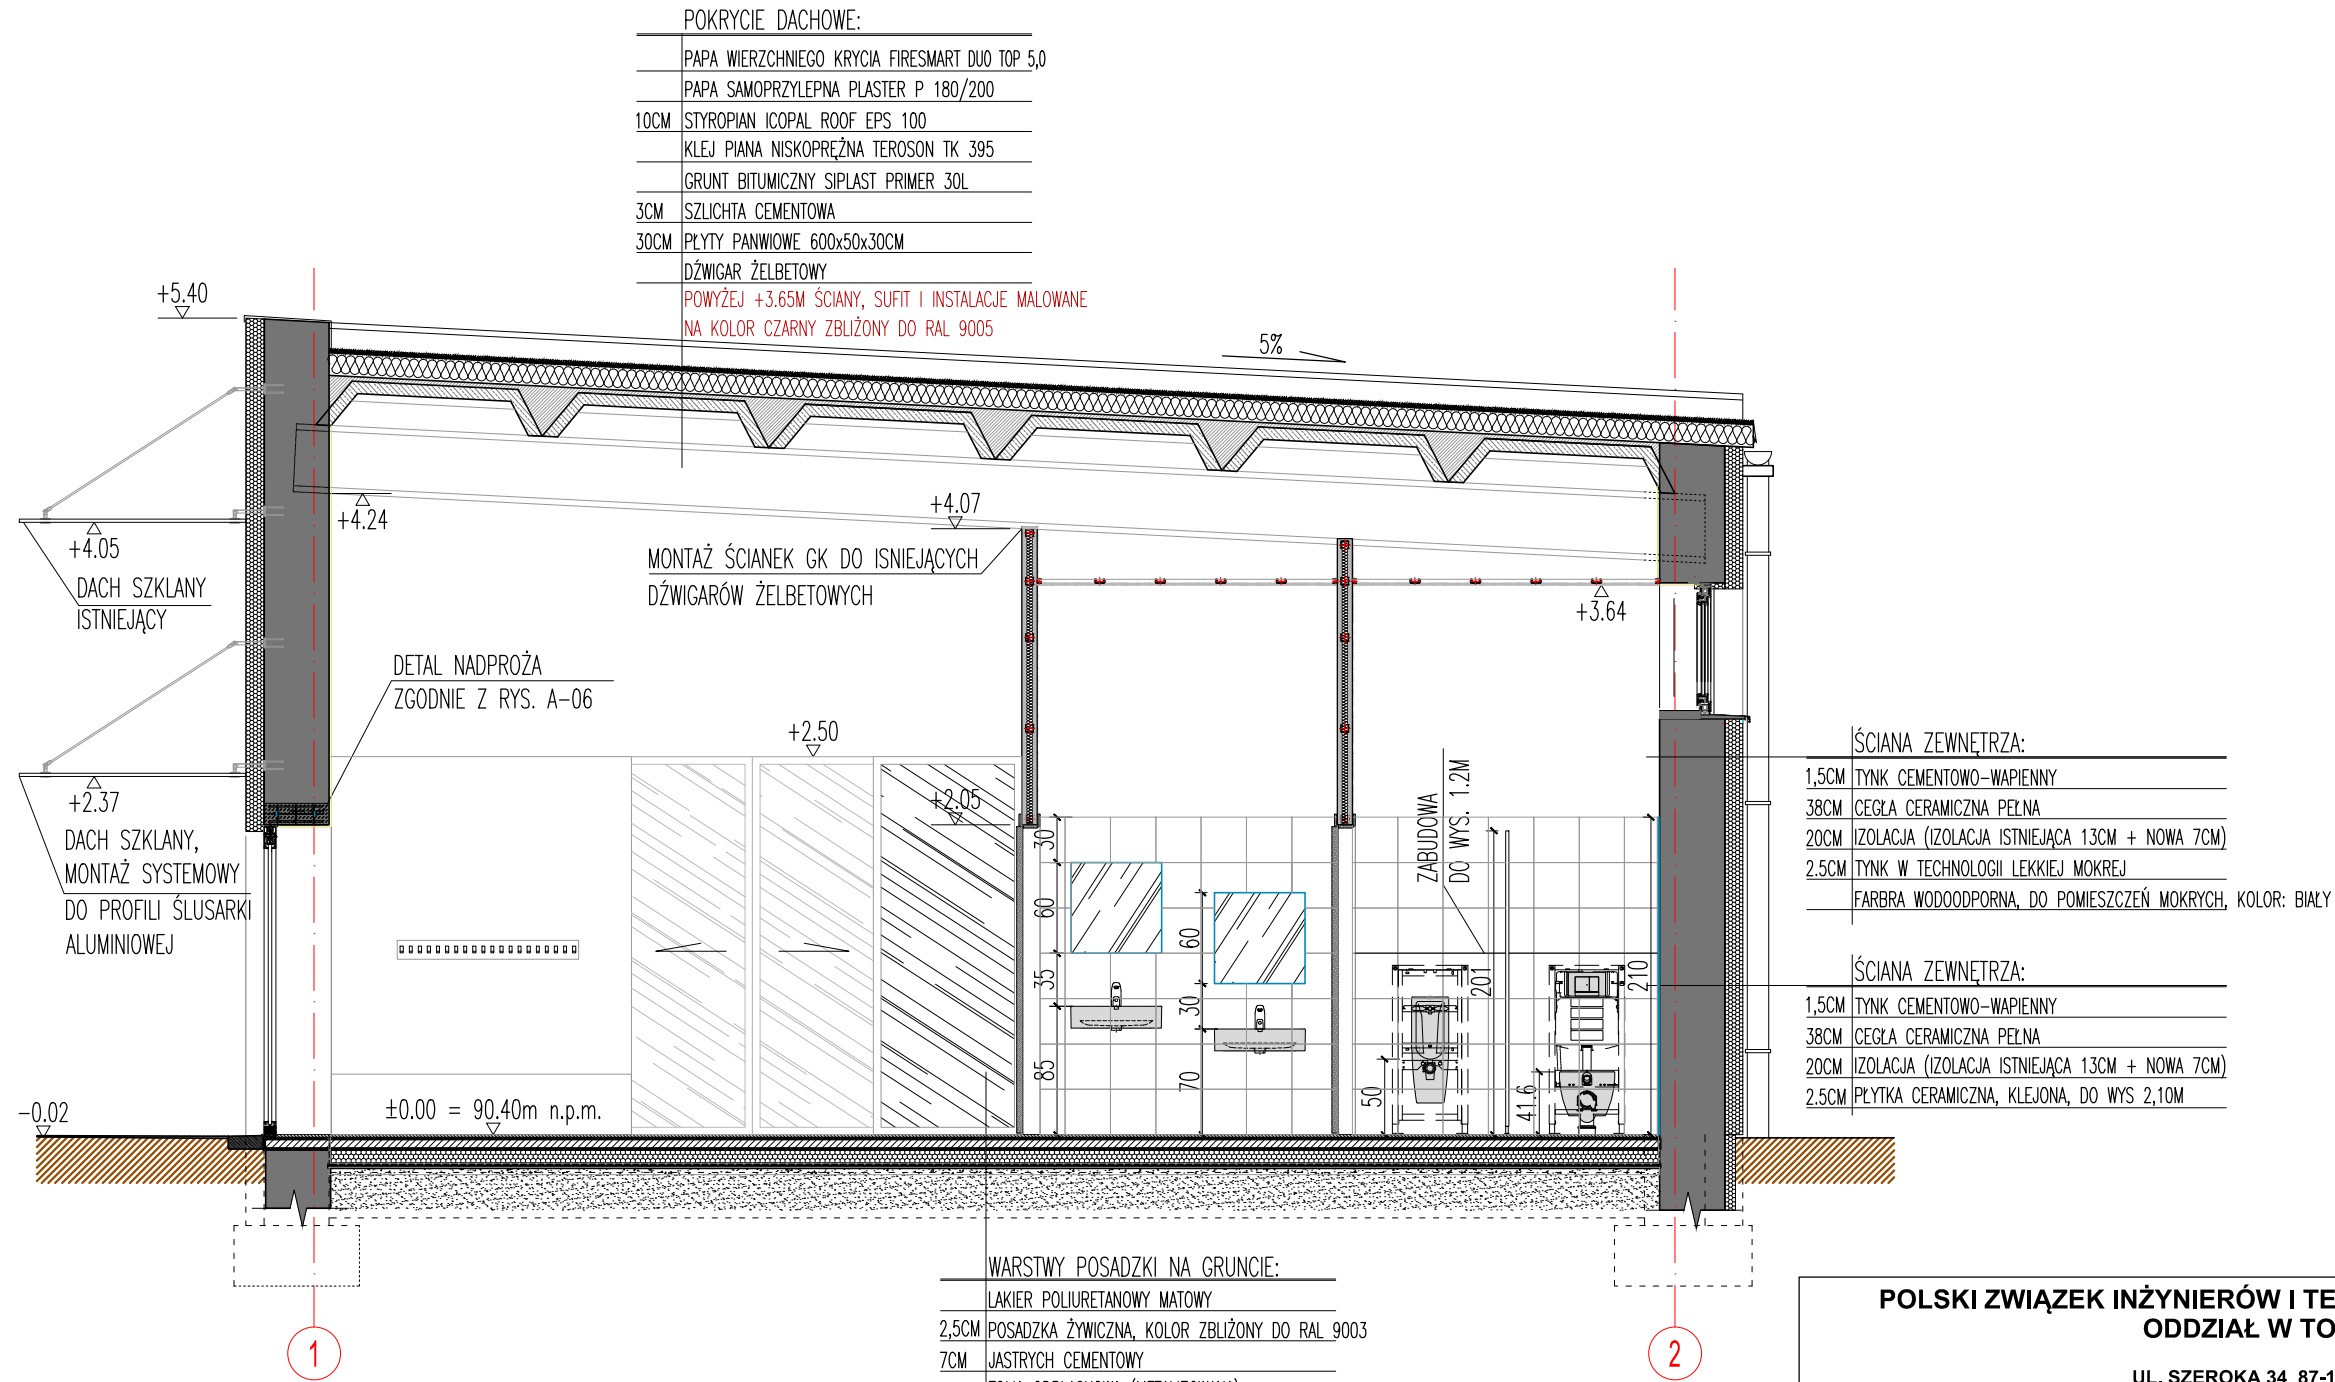 POKRYCIE DACHOWE:
PAPA WIERZCHNIEGO KRYCIA FIRESMART DUO TOP 5,0
PAPA SAMOPRZYLEPNA PLASTER P 180/200
10CM STYROPIAN ICOPAL ROOF EPS 100
KLEJ PIANA NISKOPRĘŻNA TEROSON TK 395
GRUNT BITUMICZNY SIPLAST PRIMER 30L
3CM SZLICHTA CEMENTOWA
30CM PŁYTY PANWIOWE 600x50x30CM
DŹWIGAR ŻELBETOWY
POWYŻEJ +3.65M ŚCIANY, SUFIT I INSTALACJE MALOWANE
NA KOLOR CZARNY ZBLIŻONY DO RAL 9005
+5.40
5%
+4.24
+4.07
+4.05
DACH SZKLANY
ISTNIEJĄCY
MONTAŻ ŚCIANEK GK DO ISNIEJĄCYCH
DŹWIGARÓW ŻELBETOWYCH
+3.64
DETAL NADPROŻA
ZGODNIE Z RYS. A-06
+2.50
+2.37
+2.05
DACH SZKLANY,
MONTAŻ SYSTEMOWY
DO PROFILI ŚLUSARKI
ALUMINIOWEJ
ZABUDOWA
DO WYS. 1.2M
30
60
35
85
60
30
70
50
201
41.6
210
ŚCIANA ZEWNĘTRZA:
1,5CM TYNK CEMENTOWO-WAPIENNY
38CM CEGŁA CERAMICZNA PEŁNA
20CM IZOLACJA (IZOLACJA ISTNIEJĄCA 13CM + NOWA 7CM)
2.5CM TYNK W TECHNOLOGII LEKKIEJ MOKREJ
FARBRA WODOODPORNA, DO POMIESZCZEŃ MOKRYCH, KOLOR: BIAŁY
ŚCIANA ZEWNĘTRZA:
1,5CM TYNK CEMENTOWO-WAPIENNY
38CM CEGŁA CERAMICZNA PEŁNA
20CM IZOLACJA (IZOLACJA ISTNIEJĄCA 13CM + NOWA 7CM)
2.5CM PŁYTKA CERAMICZNA, KLEJONA, DO WYS 2,10M
-0.02
±0.00 = 90.40m n.p.m.
WARSTWY POSADZKI NA GRUNCIE:
LAKIER POLIURETANOWY MATOWY
2,5CM POSADZKA ŻYWICZNA, KOLOR ZBLIŻONY DO RAL 9003
7CM JASTRYCH CEMENTOWY
1
2
POLSKI ZWIĄZEK INŻYNIERÓW I TE
ODDZIAŁ W TO
UL. SZEROKA 34, 87-1